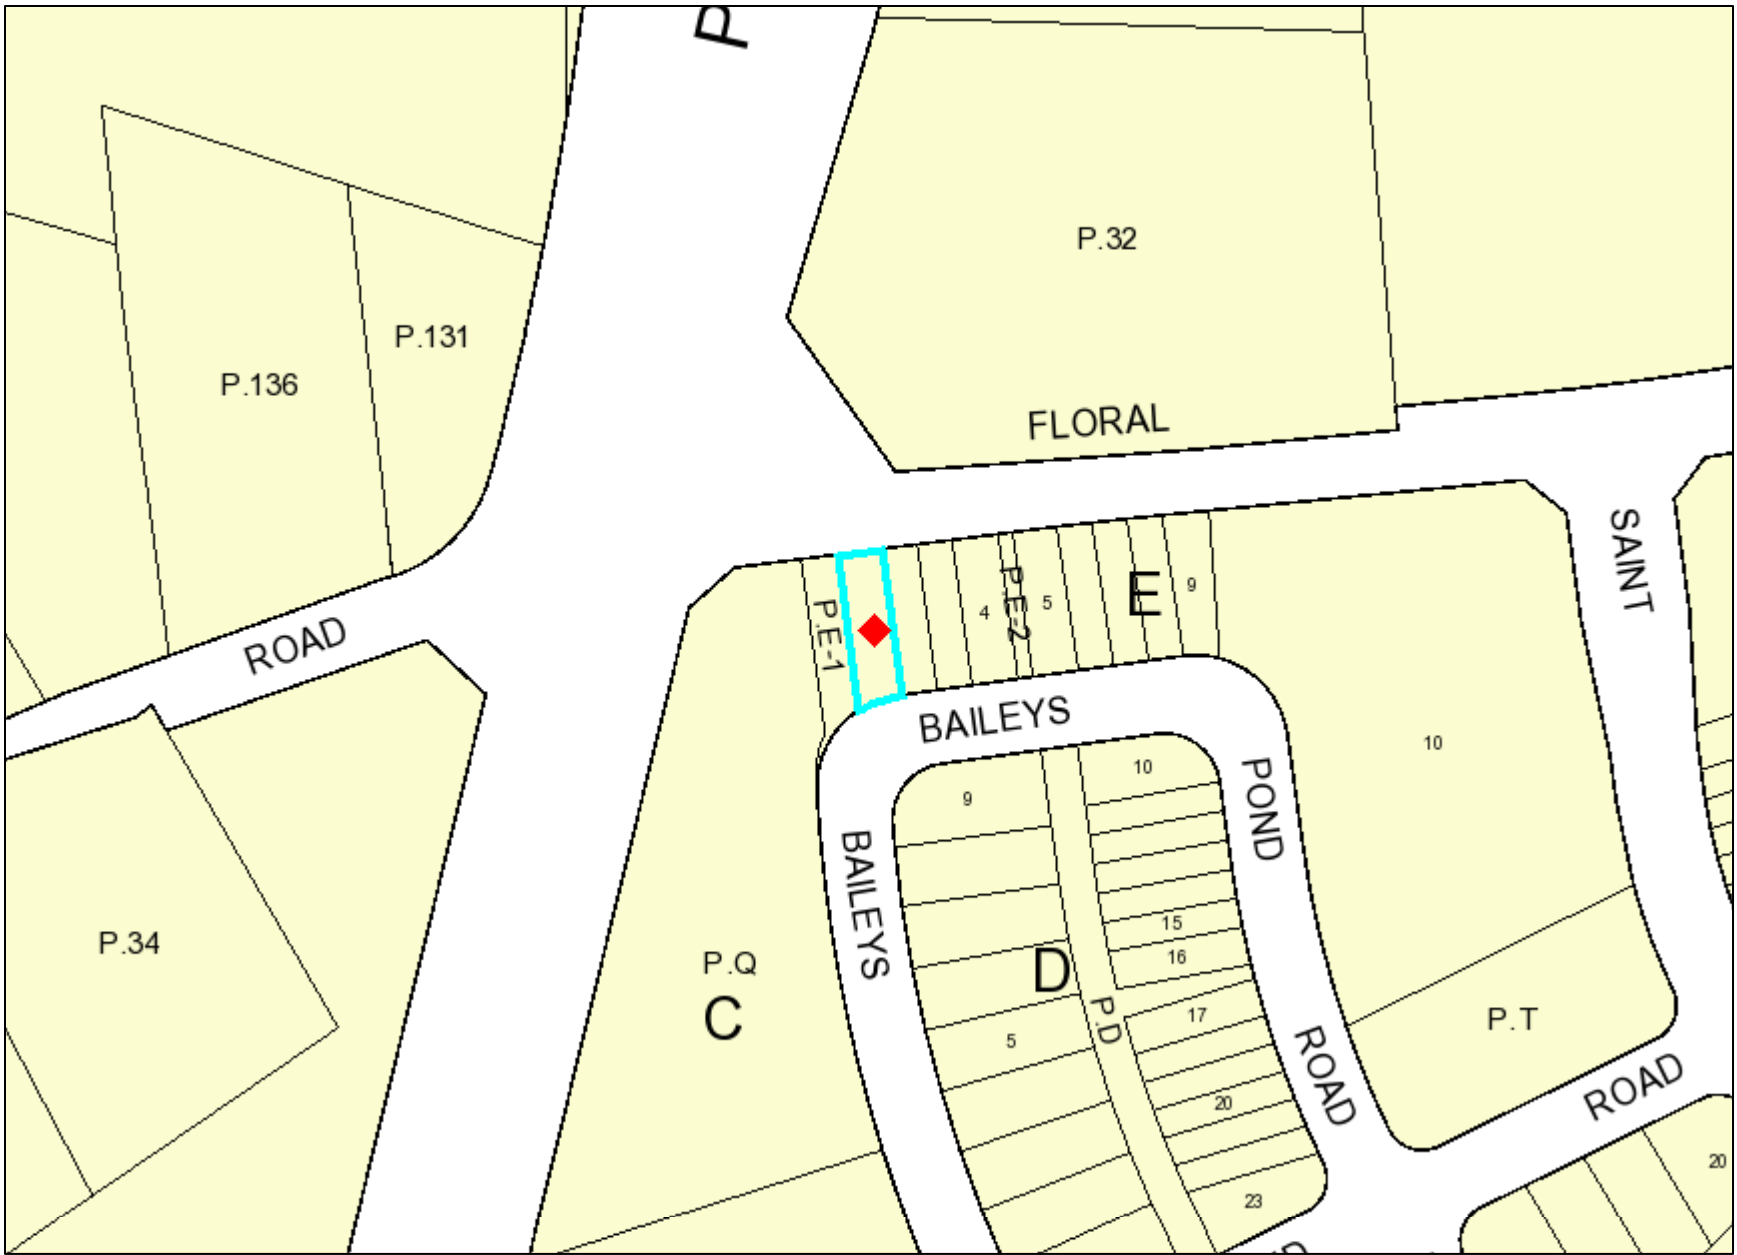 P
P.32
P.131
P.136
FLORAL
SAINT
ROAD
P.E-1
4
P.E-2
5
E
9
BAILEYS
10
POND
10
9
BAILEYS
15
P.34
16
P.Q
D
C
P.D
17
P.T
5
ROAD
ROAD
20
20
23